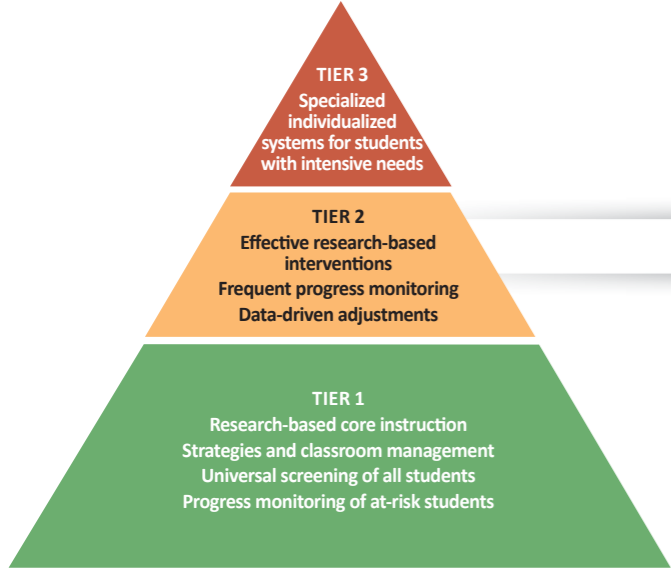 TIER 3
Specialized
individualized
systems for students
with intensive needs
TIER 2
Effective research-based
interventions
Frequent progress monitoring
Data-driven adjustments
TIER 1
Research-based core instruction
Strategies and classroom management
Universal screening of all students
Progress monitoring of at-risk students